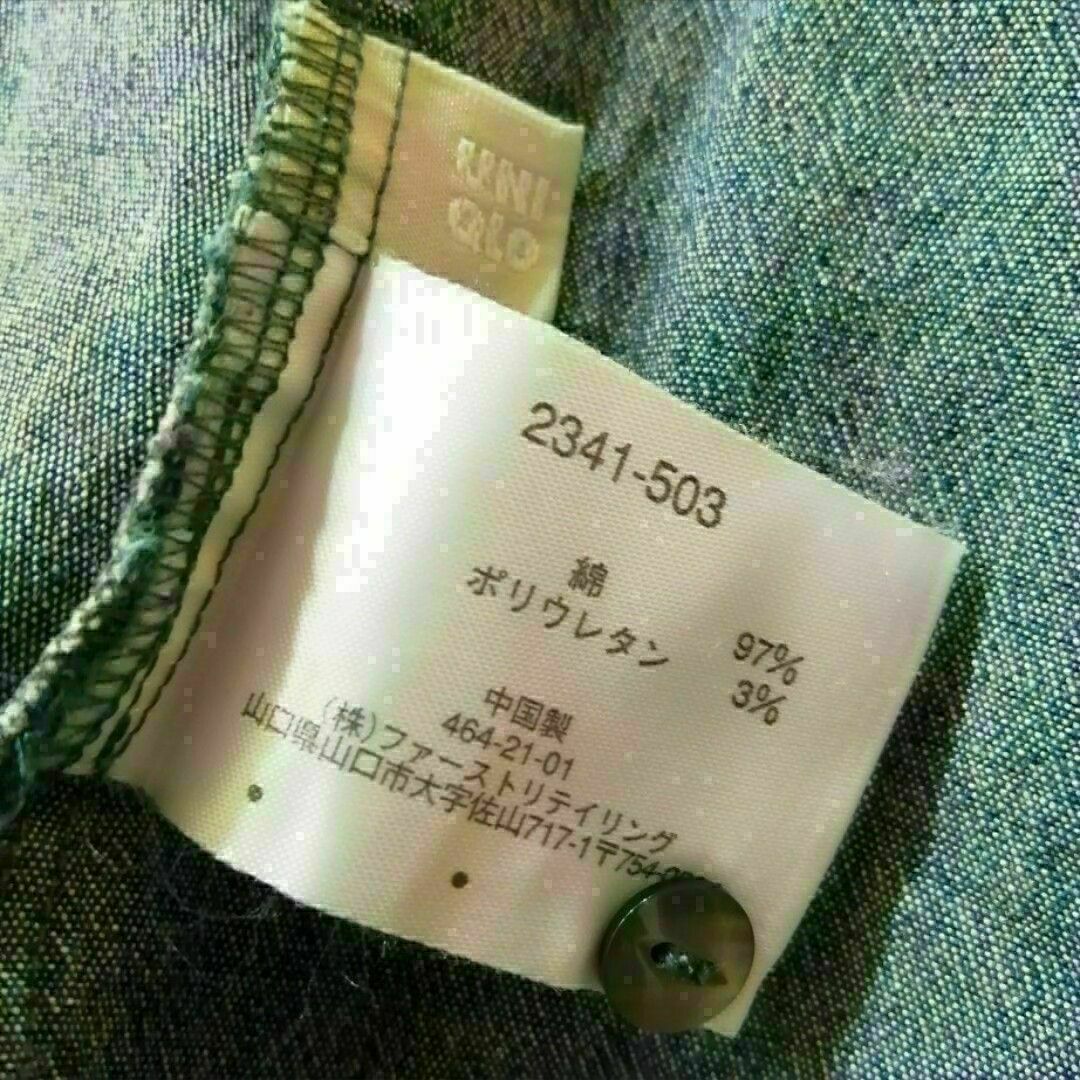 UNI
QLO
2341-503
綿 97%
ポリウレタン 3%
中国製
464-21-01
(株)ファーストリテイリング
山口県山口市大字佐山717-1〒754-